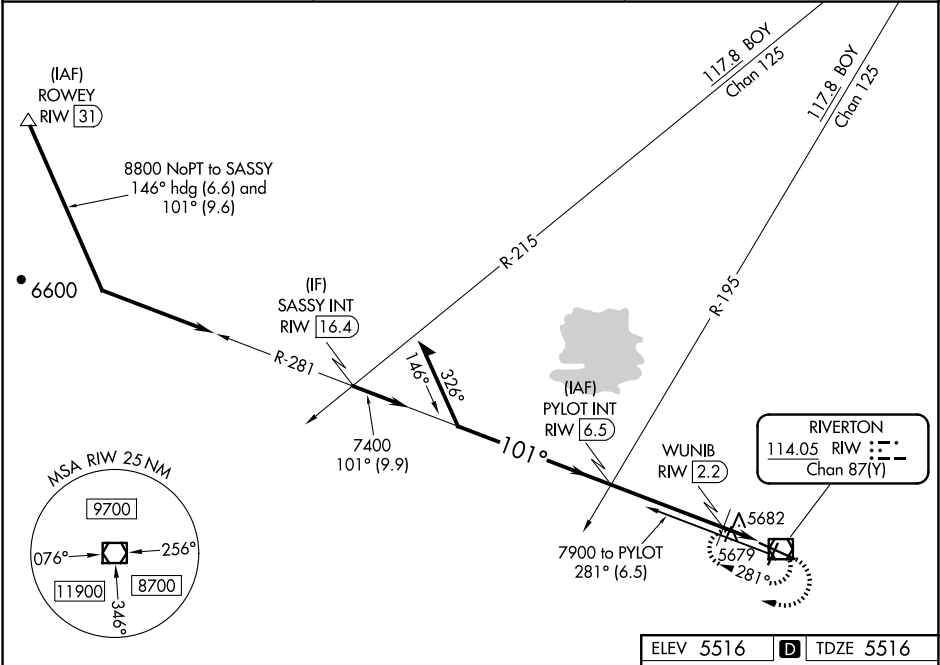 117.8 BOY
Chan 125
117.8 BOY
Chan 125
(IAF)
ROWEY
RIW 31
8800 NoPT to SASSY
146° hdg (6.6) and
101° (9.6)
6600
R-215
R-195
(IF)
SASSY INT
RIW 16.4
R-281
146°
326°
7400
101° (9.9)
101°
(IAF)
PYLOT INT
RIW 6.5
WUNIB
RIW 2.2
RIVERTON
114.05 RIW
Chan 87(Y)
5682
5679
281°
7900 to PYLOT
281° (6.5)
MSA RIW 25 NM
9700
076°
256°
11900
8700
346°
ELEV 5516 D TDZE 5516